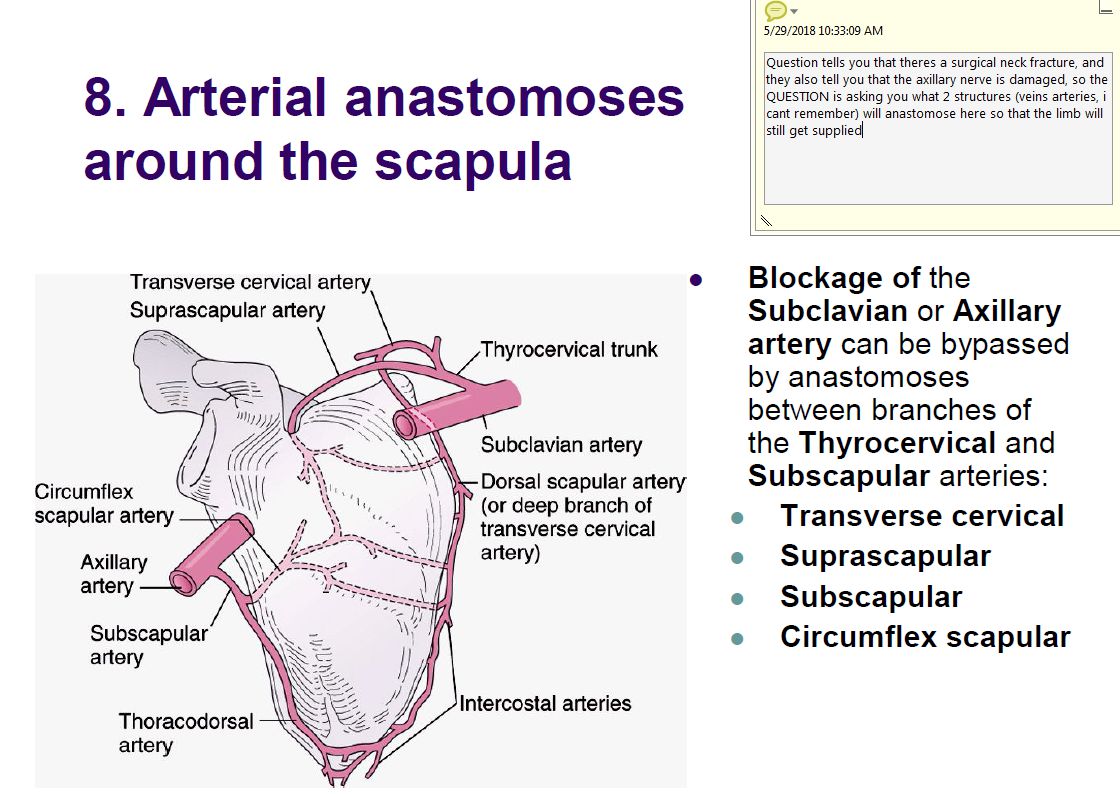 5/29/2018 10:33:09 AM
Question tells you that theres a surgical neck fracture, and
they also tell you that the axillary nerve is damaged, so the
QUESTION is asking you what 2 structures (veins arteries, i
cant remember) will anastomose here so that the limb will
still get supplied
8. Arterial anastomoses
around the scapula
Transverse cervical artery
Suprascapular artery
Thyrocervical trunk
Subclavian artery
Dorsal scapular artery
(or deep branch of
transverse cervical
artery)
Circumflex
scapular artery
Axillary
artery
Subscapular
artery
Intercostal arteries
Thoracodorsal
artery
Blockage of the
Subclavian or Axillary
artery can be bypassed
by anastomoses
between branches of
the Thyrocervical and
Subscapular arteries:
Transverse cervical
Suprascapular
Subscapular
Circumflex scapular